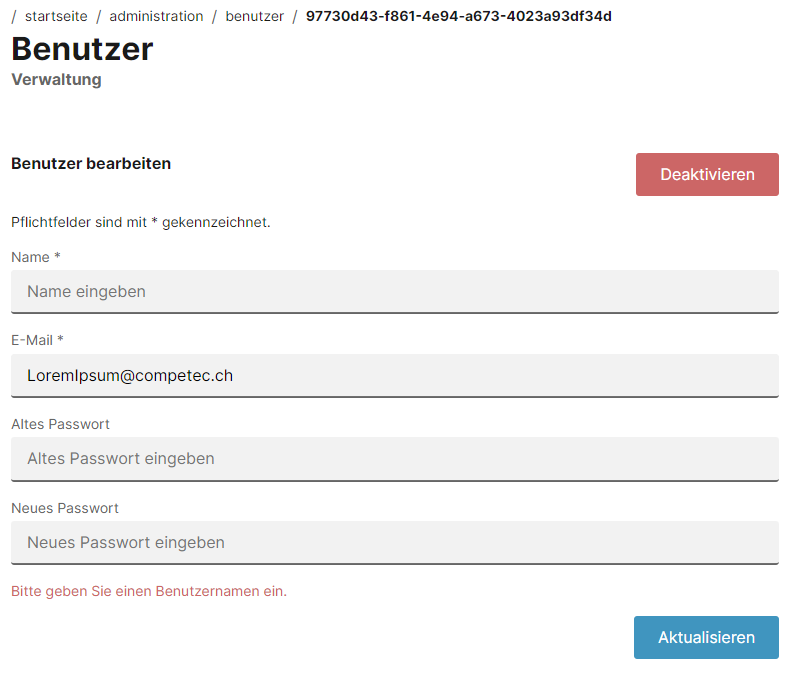 / startseite / administration / benutzer / 97730d43-f861-4e94-a673-4023a93df34d
Benutzer
Verwaltung
Benutzer bearbeiten
Deaktivieren
Pflichtfelder sind mit * gekennzeichnet.
Name *
Name eingeben
E-Mail *
LoremIpsum@competec.ch
Altes Passwort
Altes Passwort eingeben
Neues Passwort
Neues Passwort eingeben
Bitte geben Sie einen Benutzernamen ein.
Aktualisieren